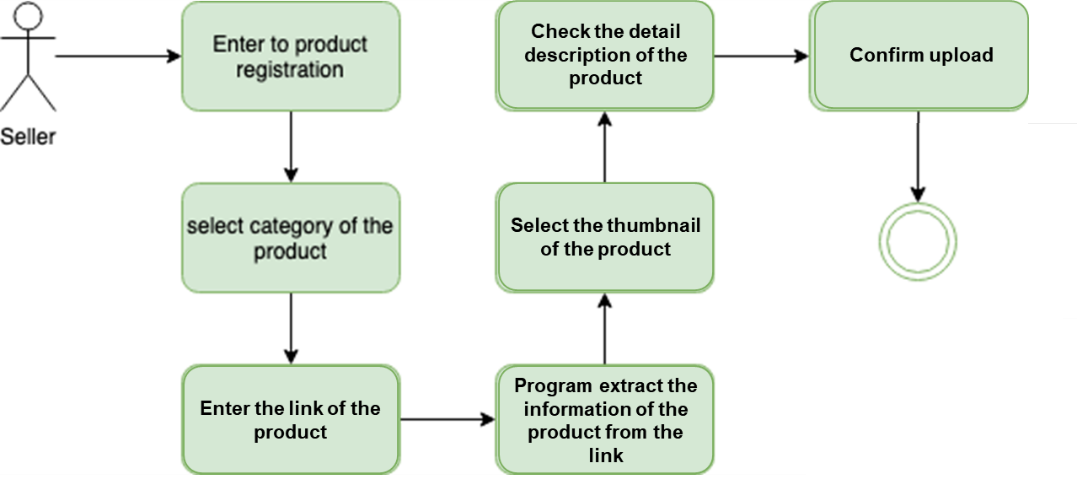 Seller
Enter to product
registration
select category of the
product
Enter the link of the
product
Program extract the
information of the
product from the
link
Select the thumbnail
of the product
Check the detail
description of the
product
Confirm upload